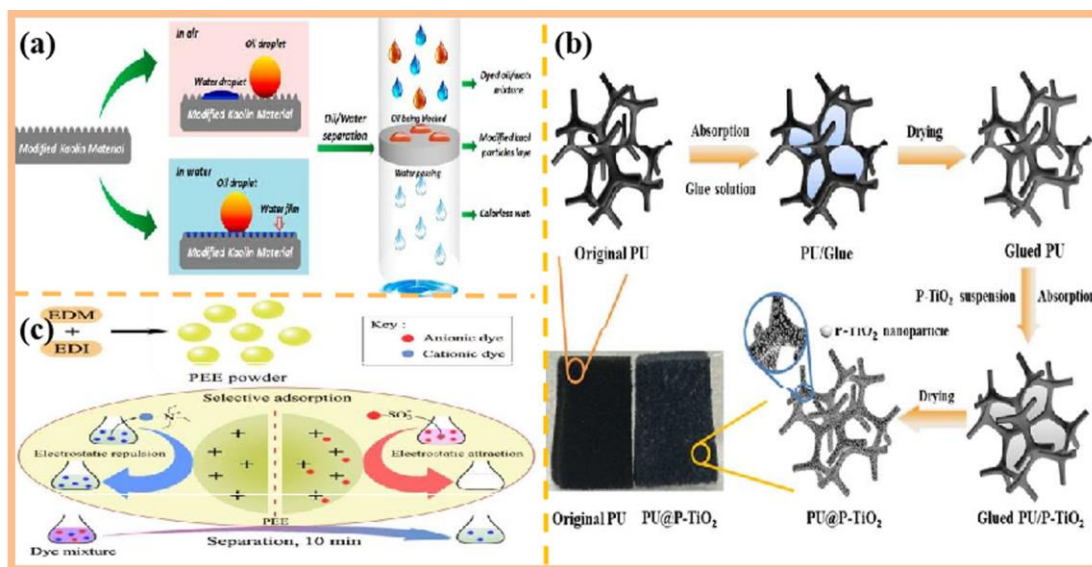 (a)
In air
Oil droplet
Water droplet
Modified Kaolin Material
Modified Kaolin Material
In water
Oil droplet
Water film
Modified Kaolin Material
Oil/Water
separation
Oil being blocked
Water passing
Dyed oil/wate
mixture
Modified kaol
particles laye
Colorless wat
(b)
Original PU
Absorption
Glue solution
PU/Glue
Drying
Glued PU
P-TiO₂ suspension
Absorption
Glued PU/P-TiO₂
Drying
TiO₂ nanoparticle
PU@P-TiO₂
Original PU
PU@P-TiO₂
(c)
EDM
+
EDI
PEE powder
Key :
Anionic dye
Cationic dye
Selective adsorption
SO₃⁻
Electrostatic repulsion
Electrostatic attraction
PEE
Dye mixture
Separation, 10 min